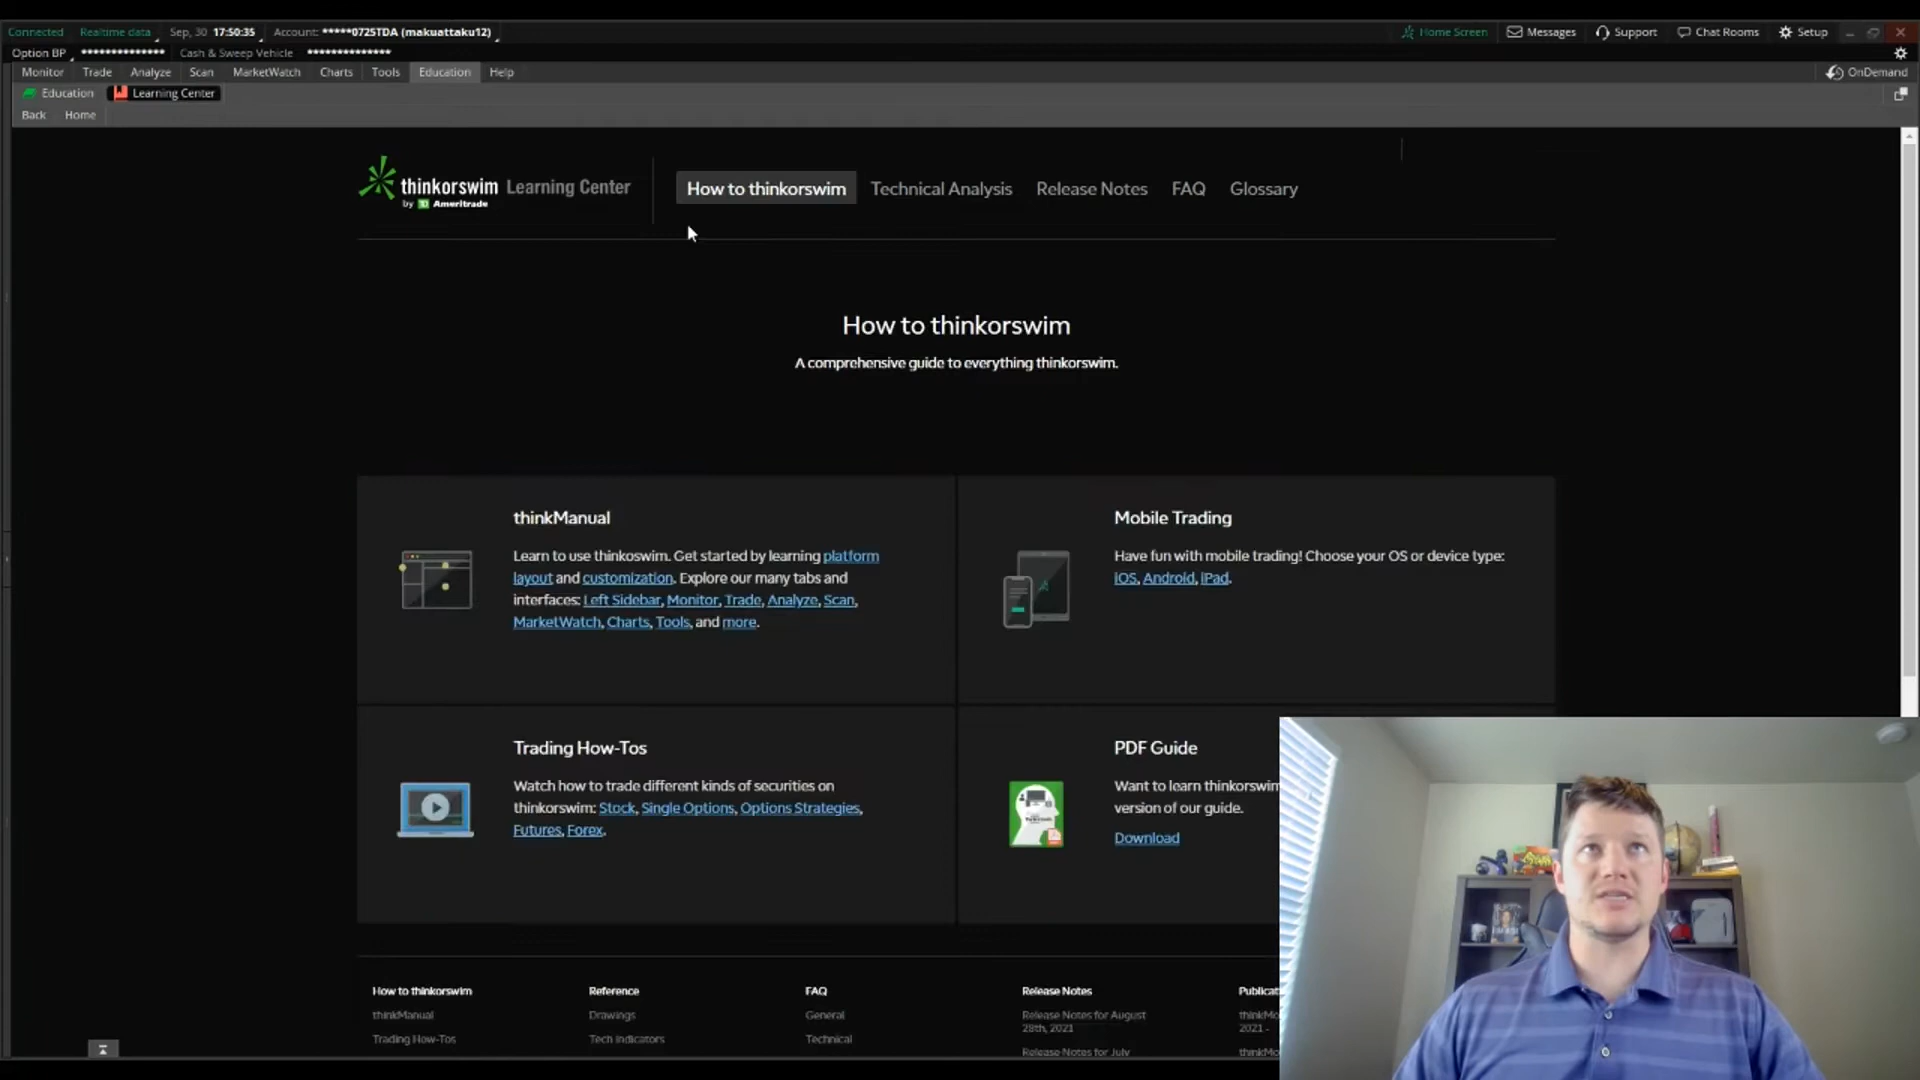 Connected Realtime data Sep, 30 17:50:35 Account: *****0725TDA (makuattaku12) Home Screen Messages Support Chat Rooms Setup
Option BP ************** Cash & Sweep Vehicle **************
Monitor Trade Analyze Scan MarketWatch Charts Tools Education Help OnDemand
Education Learning Center
Back Home
thinkorswim Learning Center How to thinkorswim Technical Analysis Release Notes FAQ Glossary
by TD Ameritrade
How to thinkorswim
A comprehensive guide to everything thinkorswim.
thinkManual
Learn to use thinkoswim. Get started by learning platform
layout and customization. Explore our many tabs and
interfaces: Left Sidebar, Monitor, Trade, Analyze, Scan,
MarketWatch, Charts, Tools, and more.
Mobile Trading
Have fun with mobile trading! Choose your OS or device type:
iOS, Android, iPad.
Trading How-Tos
Watch how to trade different kinds of securities on
thinkorswim: Stock, Single Options, Options Strategies,
Futures, Forex.
PDF Guide
Want to learn thinkorswim
version of our guide.
Download
How to thinkorswim
thinkManual
Trading How-Tos
Reference
Drawings
Tech Indicators
FAQ
General
Technical
Release Notes
Release Notes for August
28th, 2021
Release Notes for July
Publicat
thinkMo
2021 -
thinkMo